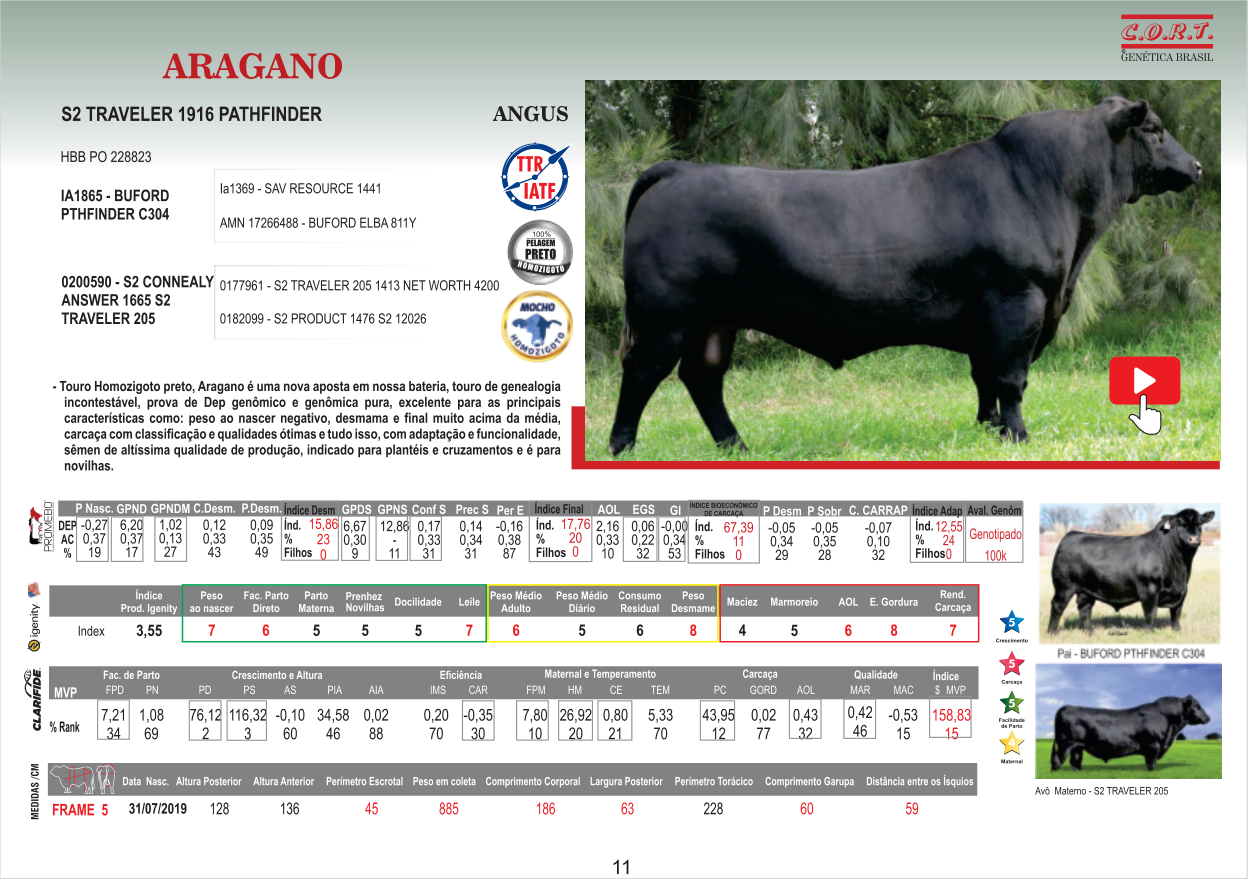 C.O.R.T.
GENÉTICA BRASIL
ARAGANO
S2 TRAVELER 1916 PATHFINDER
ANGUS
HBB PO 228823
IA1865 - BUFORD
PTHFINDER C304
Ia1369 - SAV RESOURCE 1441
AMN 17266488 - BUFORD ELBA 811Y
TTR
IATF
100%
PELAGEM
PRETO
HOMOZIGOTO
0200590 - S2 CONNEALY
ANSWER 1665 S2
TRAVELER 205
0177961 - S2 TRAVELER 205 1413 NET WORTH 4200
0182099 - S2 PRODUCT 1476 S2 12026
MOCHO
HOMOZIGOTO
- Touro Homozigoto preto, Aragano é uma nova aposta em nossa bateria, touro de genealogia
incontestável, prova de Dep genômico e genômica pura, excelente para as principais
características como: peso ao nascer negativo, desmama e final muito acima da média,
carcaça com classificação e qualidades ótimas e tudo isso, com adaptação e funcionalidade,
sêmen de altíssima qualidade de produção, indicado para plantéis e cruzamentos e é para
novilhas.
PROMEBO
P Nasc. GPND GPNDM C.Desm. P.Desm. Índice Desm GPDS GPNS Conf S Prec S Per E Índice Final AOL EGS GI ÍNDICE BIOECONÔMICO DE CARCAÇA P Desm P Sobr C. CARRAP Índice Adap Aval. Genôm
DEP -0,27 6,20 1,02 0,12 0,09 Índ. 15,86 6,67 12,86 0,17 0,14 -0,16 Índ. 17,76 2,16 0,06 -0,00 Índ. 67,39 -0,05 -0,05 -0,07 Índ. 12,55 Genotipado
AC 0,37 0,37 0,13 0,33 0,35 % 23 0,30 - 0,33 0,34 0,38 % 20 0,33 0,22 0,34 % 11 0,34 0,35 0,10 % 24
% 19 17 27 43 49 Filhos 0 9 11 31 31 87 Filhos 0 10 32 53 Filhos 0 29 28 32 Filhos 0 100k
igenity
Índice Prod. Igenity Peso ao nascer Fac. Parto Direto Parto Materna Prenhez Novilhas Docilidade Leile Peso Médio Adulto Peso Médio Diário Consumo Residual Peso Desmame Maciez Marmoreio AOL E. Gordura Rend. Carcaça
Index 3,55 7 6 5 5 5 7 6 5 6 8 4 5 6 8 7
CLARIFIDE
Fac. de Parto Crescimento e Altura Eficiência Maternal e Temperamento Carcaça Qualidade Índice
MVP FPD PN PD PS AS PIA AIA IMS CAR FPM HM CE TEM PC GORD AOL MAR MAC $ MVP
7,21 1,08 76,12 116,32 -0,10 34,58 0,02 0,20 -0,35 7,80 26,92 0,80 5,33 43,95 0,02 0,43 0,42 -0,53 158,83
% Rank 34 69 2 3 60 46 88 70 30 10 20 21 70 12 77 32 46 15 15
MEDIDAS /CM
Data Nasc. Altura Posterior Altura Anterior Perímetro Escrotal Peso em coleta Comprimento Corporal Largura Posterior Perímetro Torácico Comprimento Garupa Distância entre os Ísquios
FRAME 5 31/07/2019 128 136 45 885 186 63 228 60 59
5
Crescimento
5
Carcaça
5
Facilidade
de Parto
4
Maternal
Pai - BUFORD PTHFINDER C304
Avô Materno - S2 TRAVELER 205
11